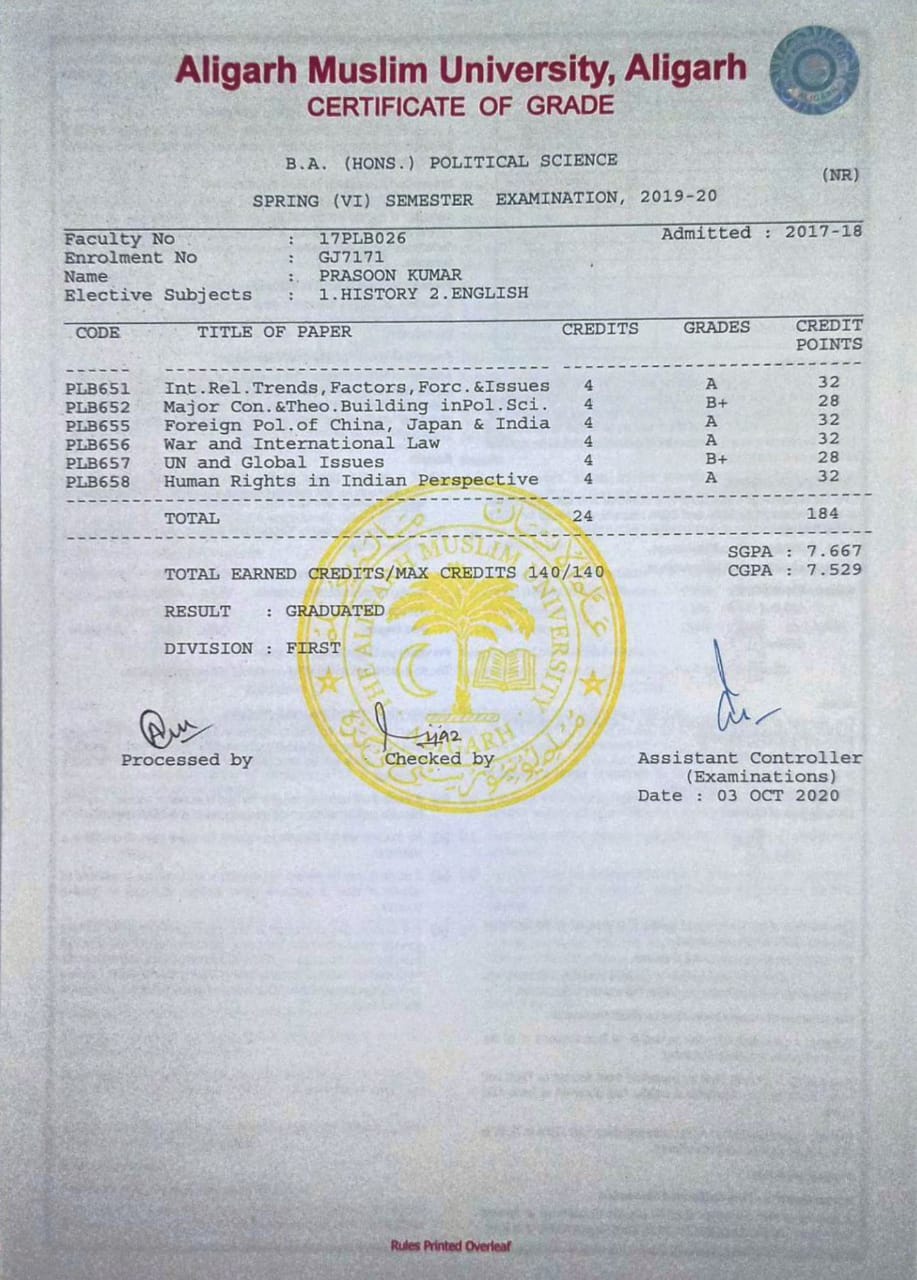 Aligarh Muslim University, Aligarh
CERTIFICATE OF GRADE
B.A. (HONS.) POLITICAL SCIENCE
(NR)
SPRING (VI) SEMESTER EXAMINATION, 2019-20
Faculty No : 17PLB026 Admitted : 2017-18
Enrolment No : GJ7171
Name : PRASOON KUMAR
Elective Subjects : 1.HISTORY 2.ENGLISH
CODE TITLE OF PAPER CREDITS GRADES CREDIT POINTS
PLB651 Int.Rel.Trends,Factors,Forc.&Issues 4 A 32
PLB652 Major Con.&Theo.Building inPol.Sci. 4 B+ 28
PLB655 Foreign Pol.of China, Japan & India 4 A 32
PLB656 War and International Law 4 A 32
PLB657 UN and Global Issues 4 B+ 28
PLB658 Human Rights in Indian Perspective 4 A 32
TOTAL 24 184
SGPA : 7.667
TOTAL EARNED CREDITS/MAX CREDITS 140/140 CGPA : 7.529
RESULT : GRADUATED
DIVISION : FIRST
THE ALIGARH MUSLIM UNIVERSITY
ALIGARH
Processed by Checked by Assistant Controller
(Examinations)
Date : 03 OCT 2020
Rules Printed Overleaf